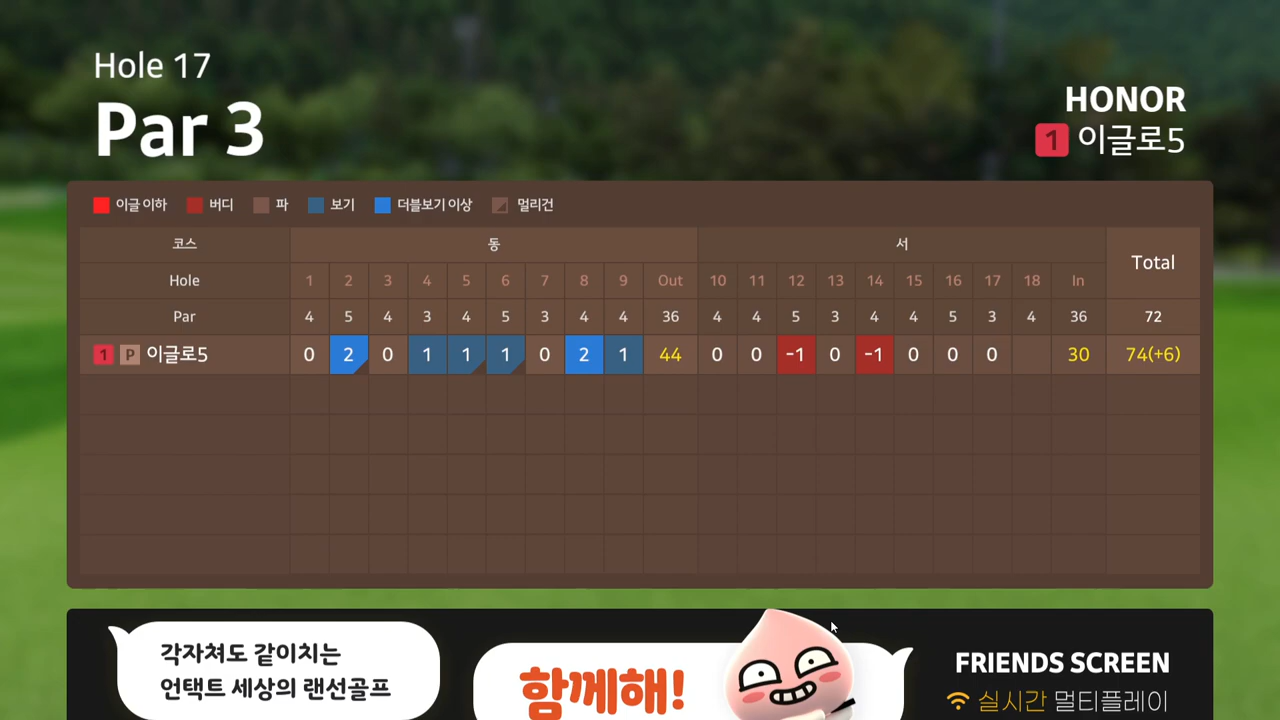 Hole 17
Par 3
HONOR
1 이글로5
이글 이하 버디 파 보기 더블보기 이상 멀리건
코스 동 서 Total
Hole 1 2 3 4 5 6 7 8 9 Out 10 11 12 13 14 15 16 17 18 In
Par 4 5 4 3 4 5 3 4 4 36 4 4 5 3 4 4 5 3 4 36 72
1 P 이글로5 0 2 0 1 1 1 0 2 1 44 0 0 -1 0 -1 0 0 0 30 74(+6)
각자쳐도 같이치는
언택트 세상의 랜선골프
함께해!
FRIENDS SCREEN
실시간 멀티플레이